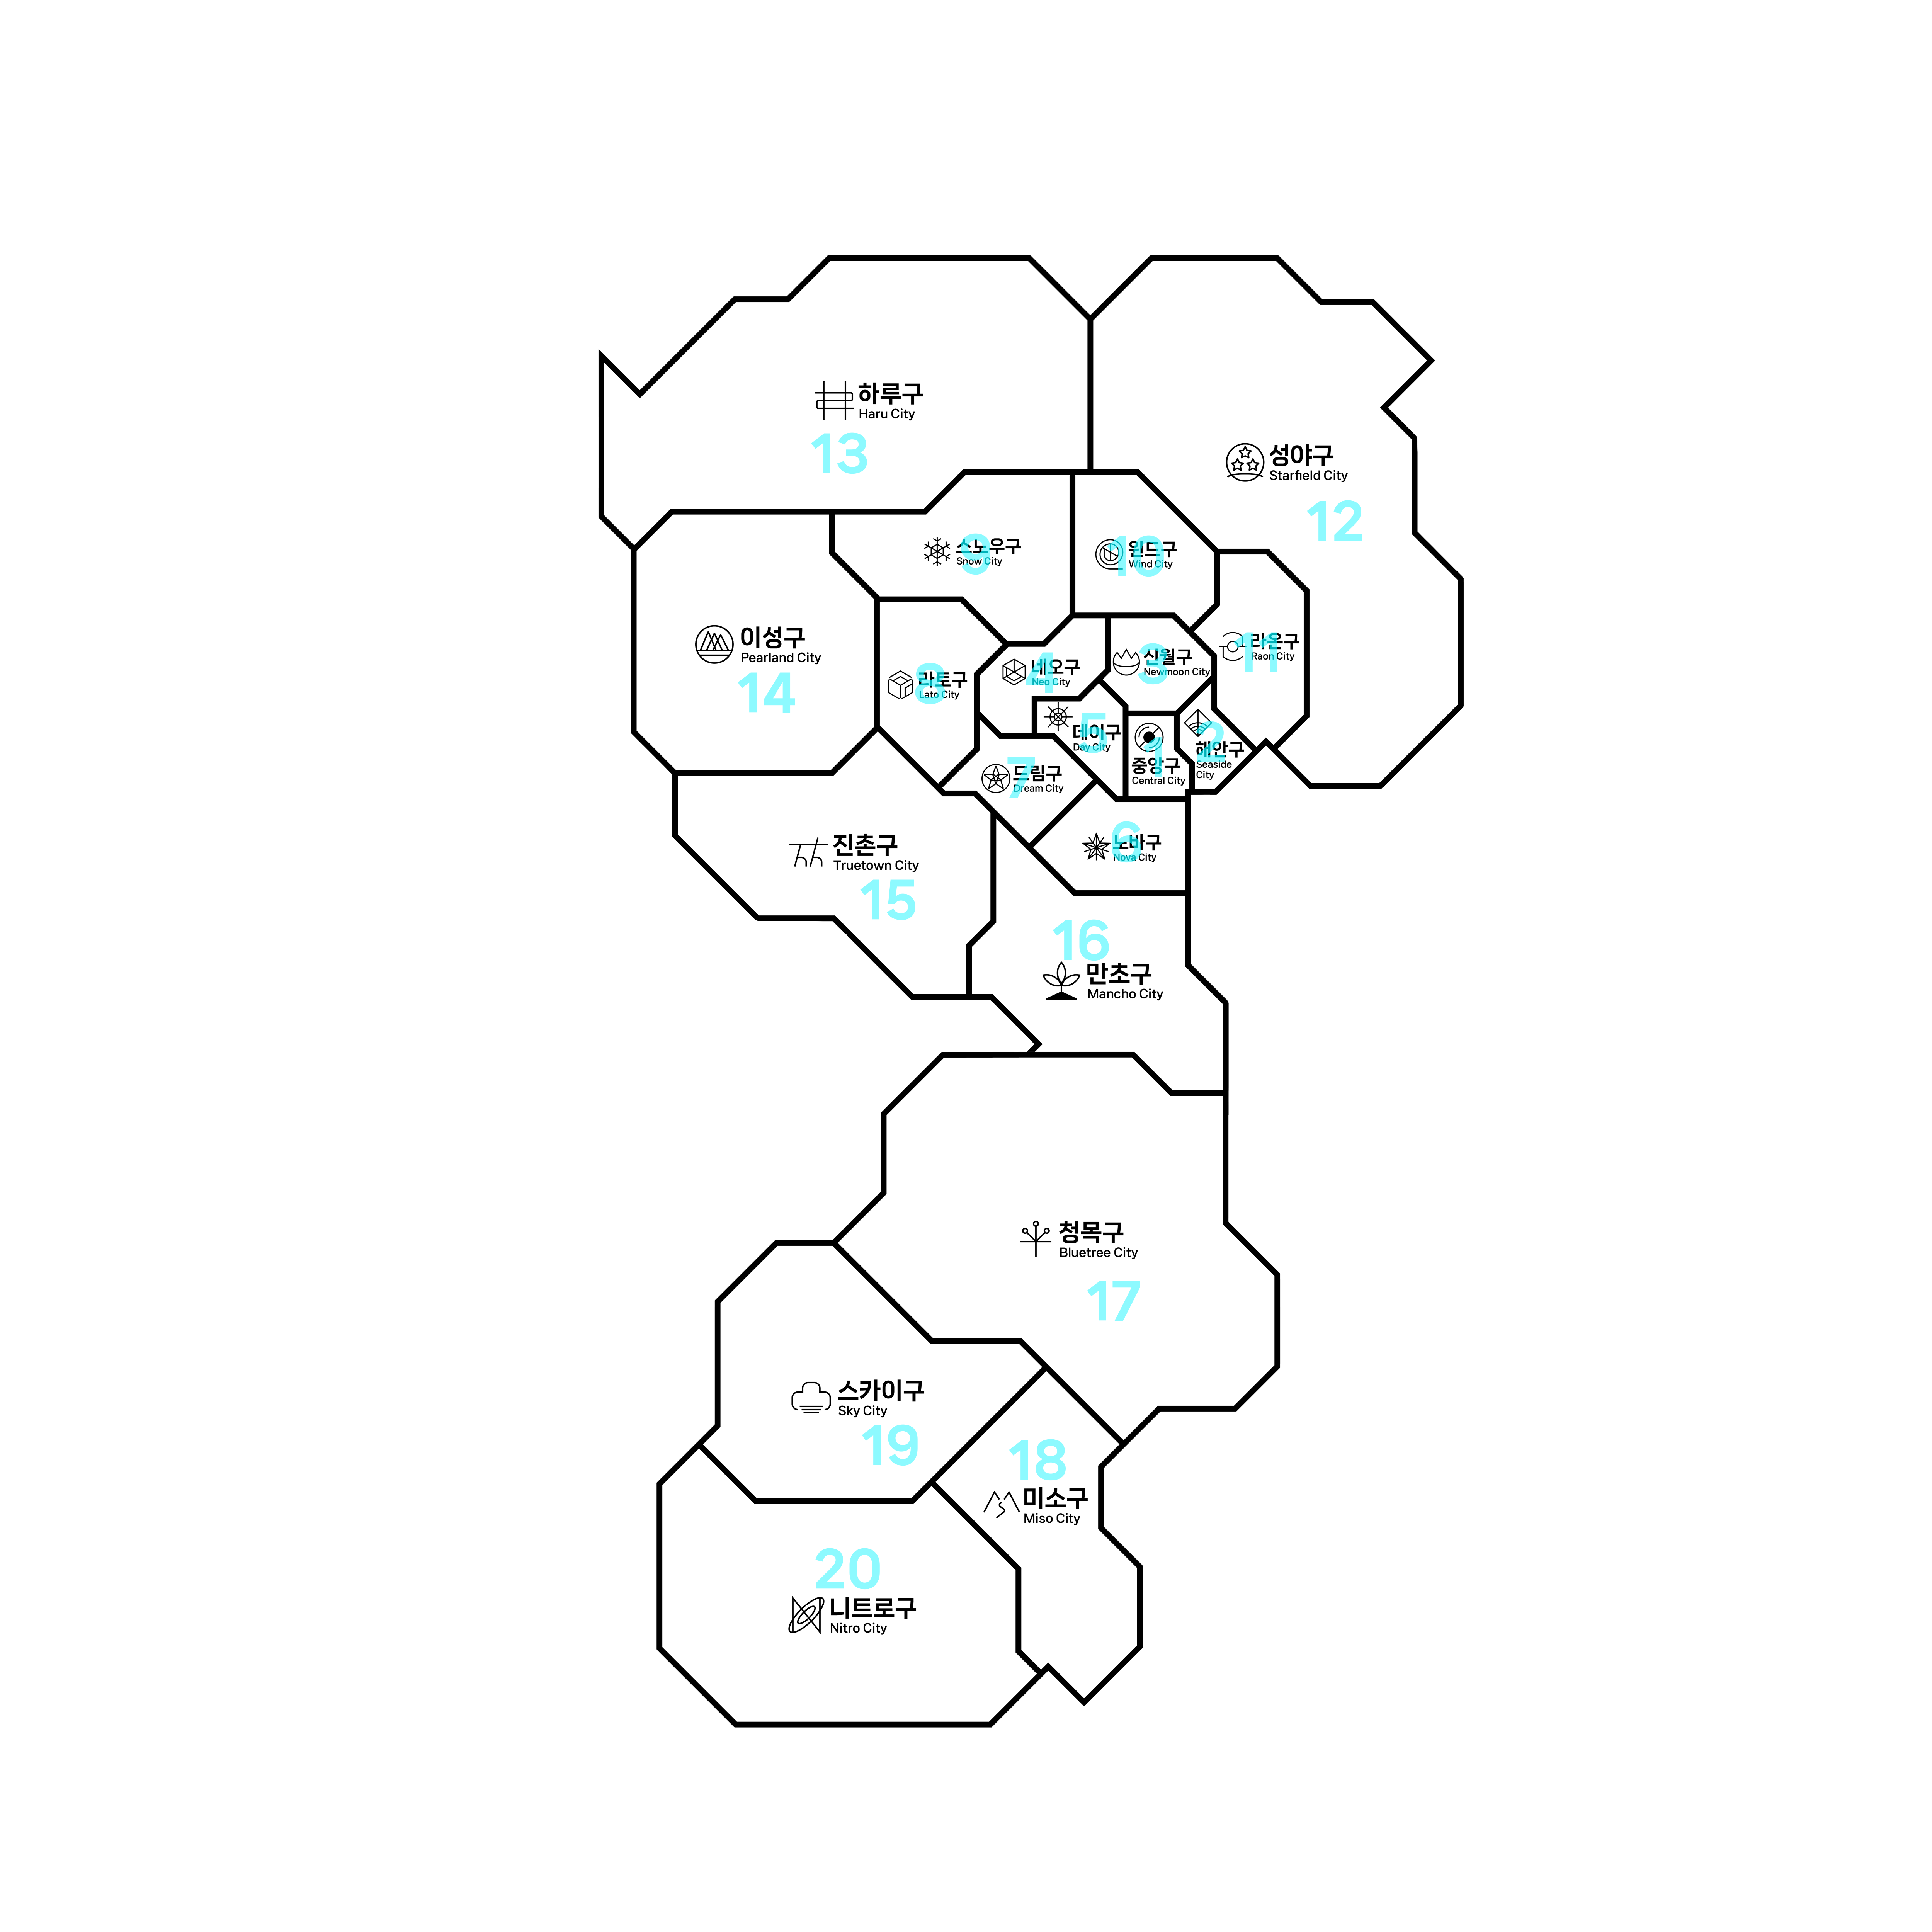 하루구
Haru City
13
성야구
Starfield City
12
스노우구
Snow City
9
윈드구
Wind City
10
이성구
Pearland City
14
라토구
Lato City
8
네오구
Neo City
4
신월구
Newmoon City
3
라온구
Raon City
11
데이구
Day City
5
중앙구
Central City
1
해안구
Seaside
City
2
드림구
Dream City
7
노바구
Nova City
6
진촌구
Truetown City
15
16
만초구
Mancho City
청목구
Bluetree City
17
스카이구
Sky City
19
18
미소구
Miso City
20
니트로구
Nitro City